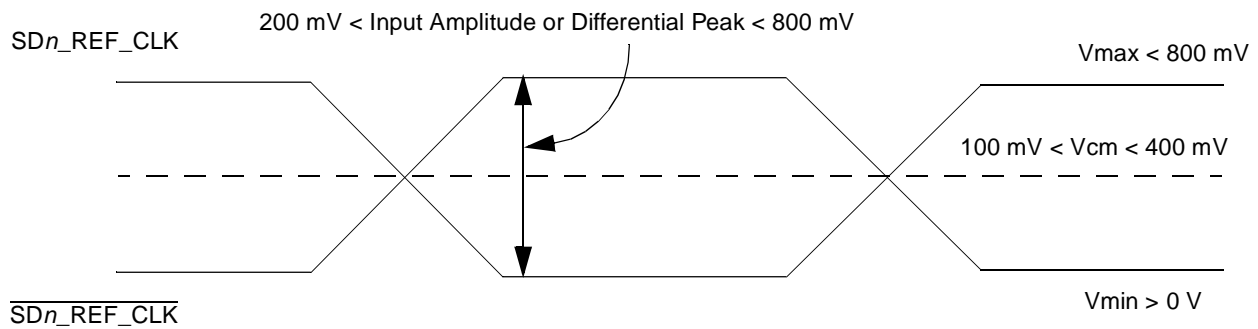 200 mV < Input Amplitude or Differential Peak < 800 mV
SDn_REF_CLK
Vmax < 800 mV
100 mV < Vcm < 400 mV
SDn_REF_CLK
Vmin > 0 V